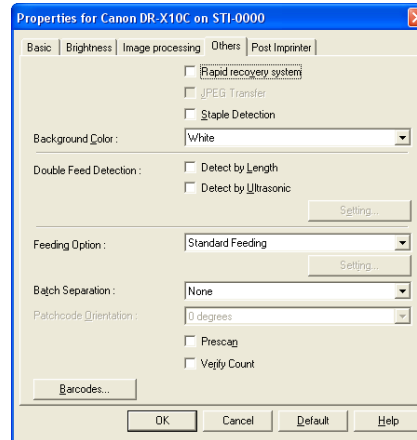 Properties for Canon DR-X10C on STI-0000
Basic Brightness Image processing Others Post Imprinter
Rapid recovery system
JPEG Transfer
Staple Detection
Background Color : White
Double Feed Detection : Detect by Length
Detect by Ultrasonic
Setting...
Feeding Option : Standard Feeding
Setting...
Batch Separation : None
Patchcode Orientation : 0 degrees
Prescan
Verify Count
Barcodes...
OK Cancel Default Help